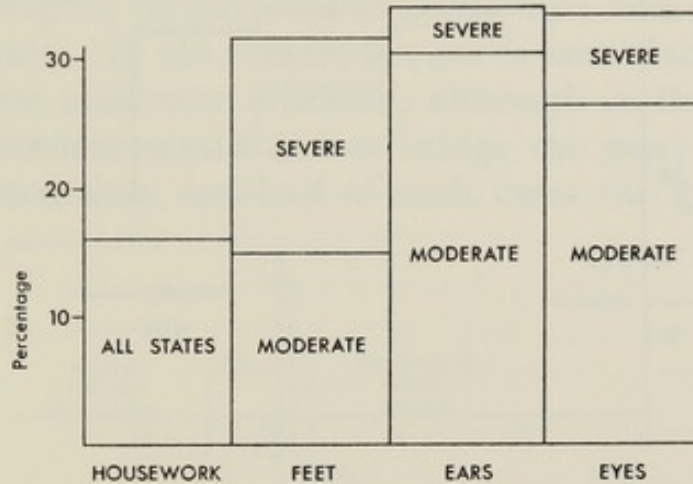 30
20
10
Percentage
SEVERE
SEVERE
SEVERE
MODERATE
MODERATE
ALL STATES
MODERATE
HOUSEWORK
FEET
EARS
EYES